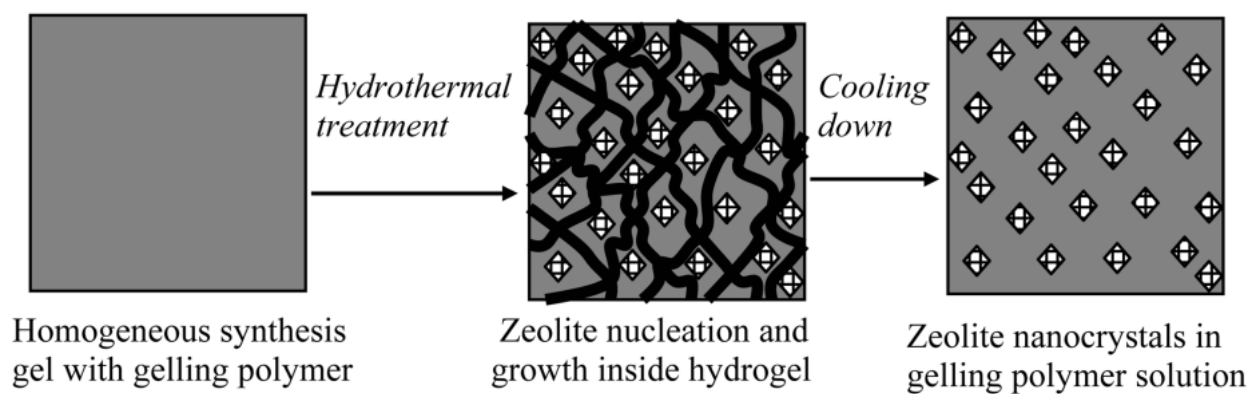 Hydrothermal
treatment
Cooling
down
Homogeneous synthesis
gel with gelling polymer
Zeolite nucleation and
growth inside hydrogel
Zeolite nanocrystals in
gelling polymer solution